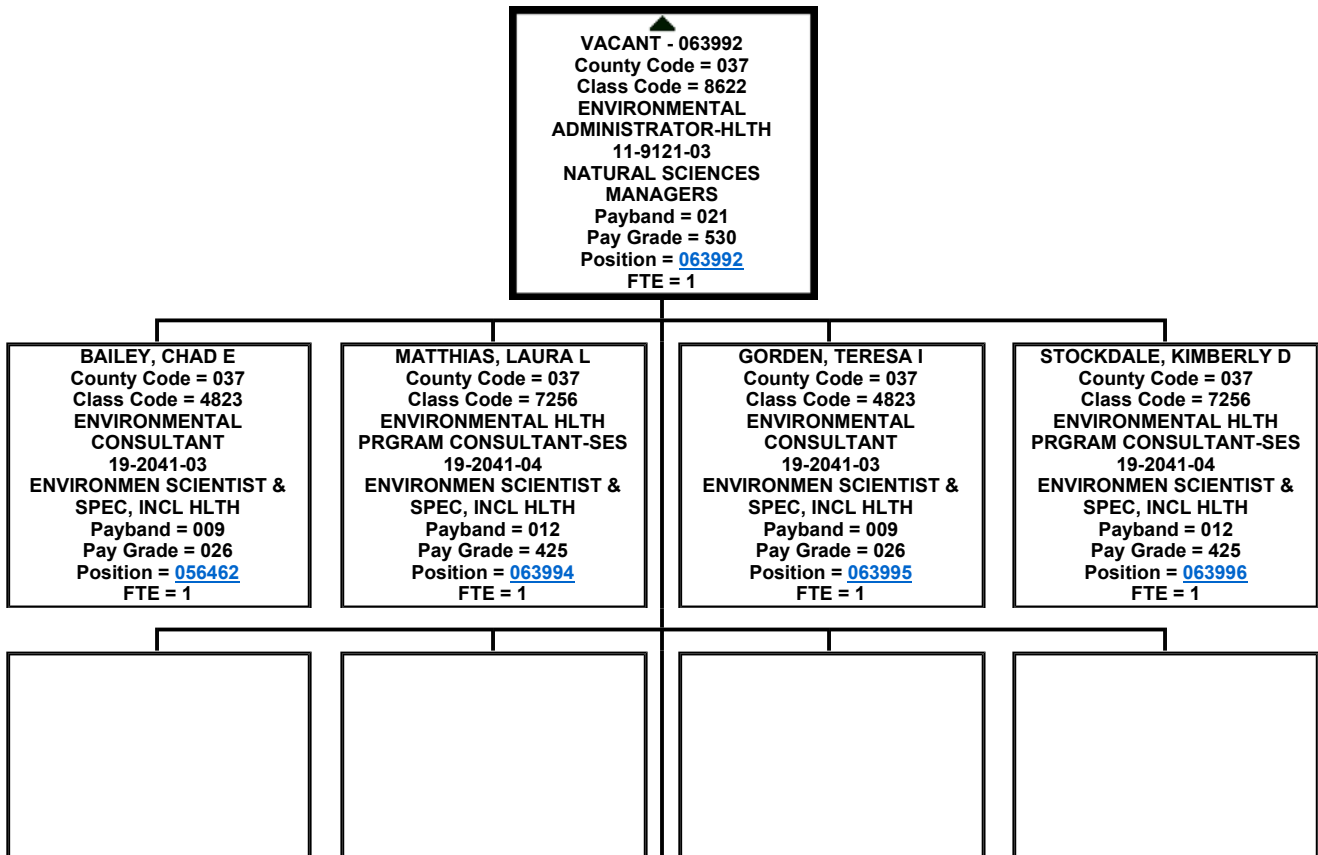 VACANT - 063992
County Code = 037
Class Code = 8622
ENVIRONMENTAL
ADMINISTRATOR-HLTH
11-9121-03
NATURAL SCIENCES
MANAGERS
Payband = 021
Pay Grade = 530
Position = 063992
FTE = 1
BAILEY, CHAD E
County Code = 037
Class Code = 4823
ENVIRONMENTAL
CONSULTANT
19-2041-03
ENVIRONMEN SCIENTIST &
SPEC, INCL HLTH
Payband = 009
Pay Grade = 026
Position = 056462
FTE = 1
MATTHIAS, LAURA L
County Code = 037
Class Code = 7256
ENVIRONMENTAL HLTH
PRGRAM CONSULTANT-SES
19-2041-04
ENVIRONMEN SCIENTIST &
SPEC, INCL HLTH
Payband = 012
Pay Grade = 425
Position = 063994
FTE = 1
GORDEN, TERESA I
County Code = 037
Class Code = 4823
ENVIRONMENTAL
CONSULTANT
19-2041-03
ENVIRONMEN SCIENTIST &
SPEC, INCL HLTH
Payband = 009
Pay Grade = 026
Position = 063995
FTE = 1
STOCKDALE, KIMBERLY D
County Code = 037
Class Code = 7256
ENVIRONMENTAL HLTH
PRGRAM CONSULTANT-SES
19-2041-04
ENVIRONMEN SCIENTIST &
SPEC, INCL HLTH
Payband = 012
Pay Grade = 425
Position = 063996
FTE = 1